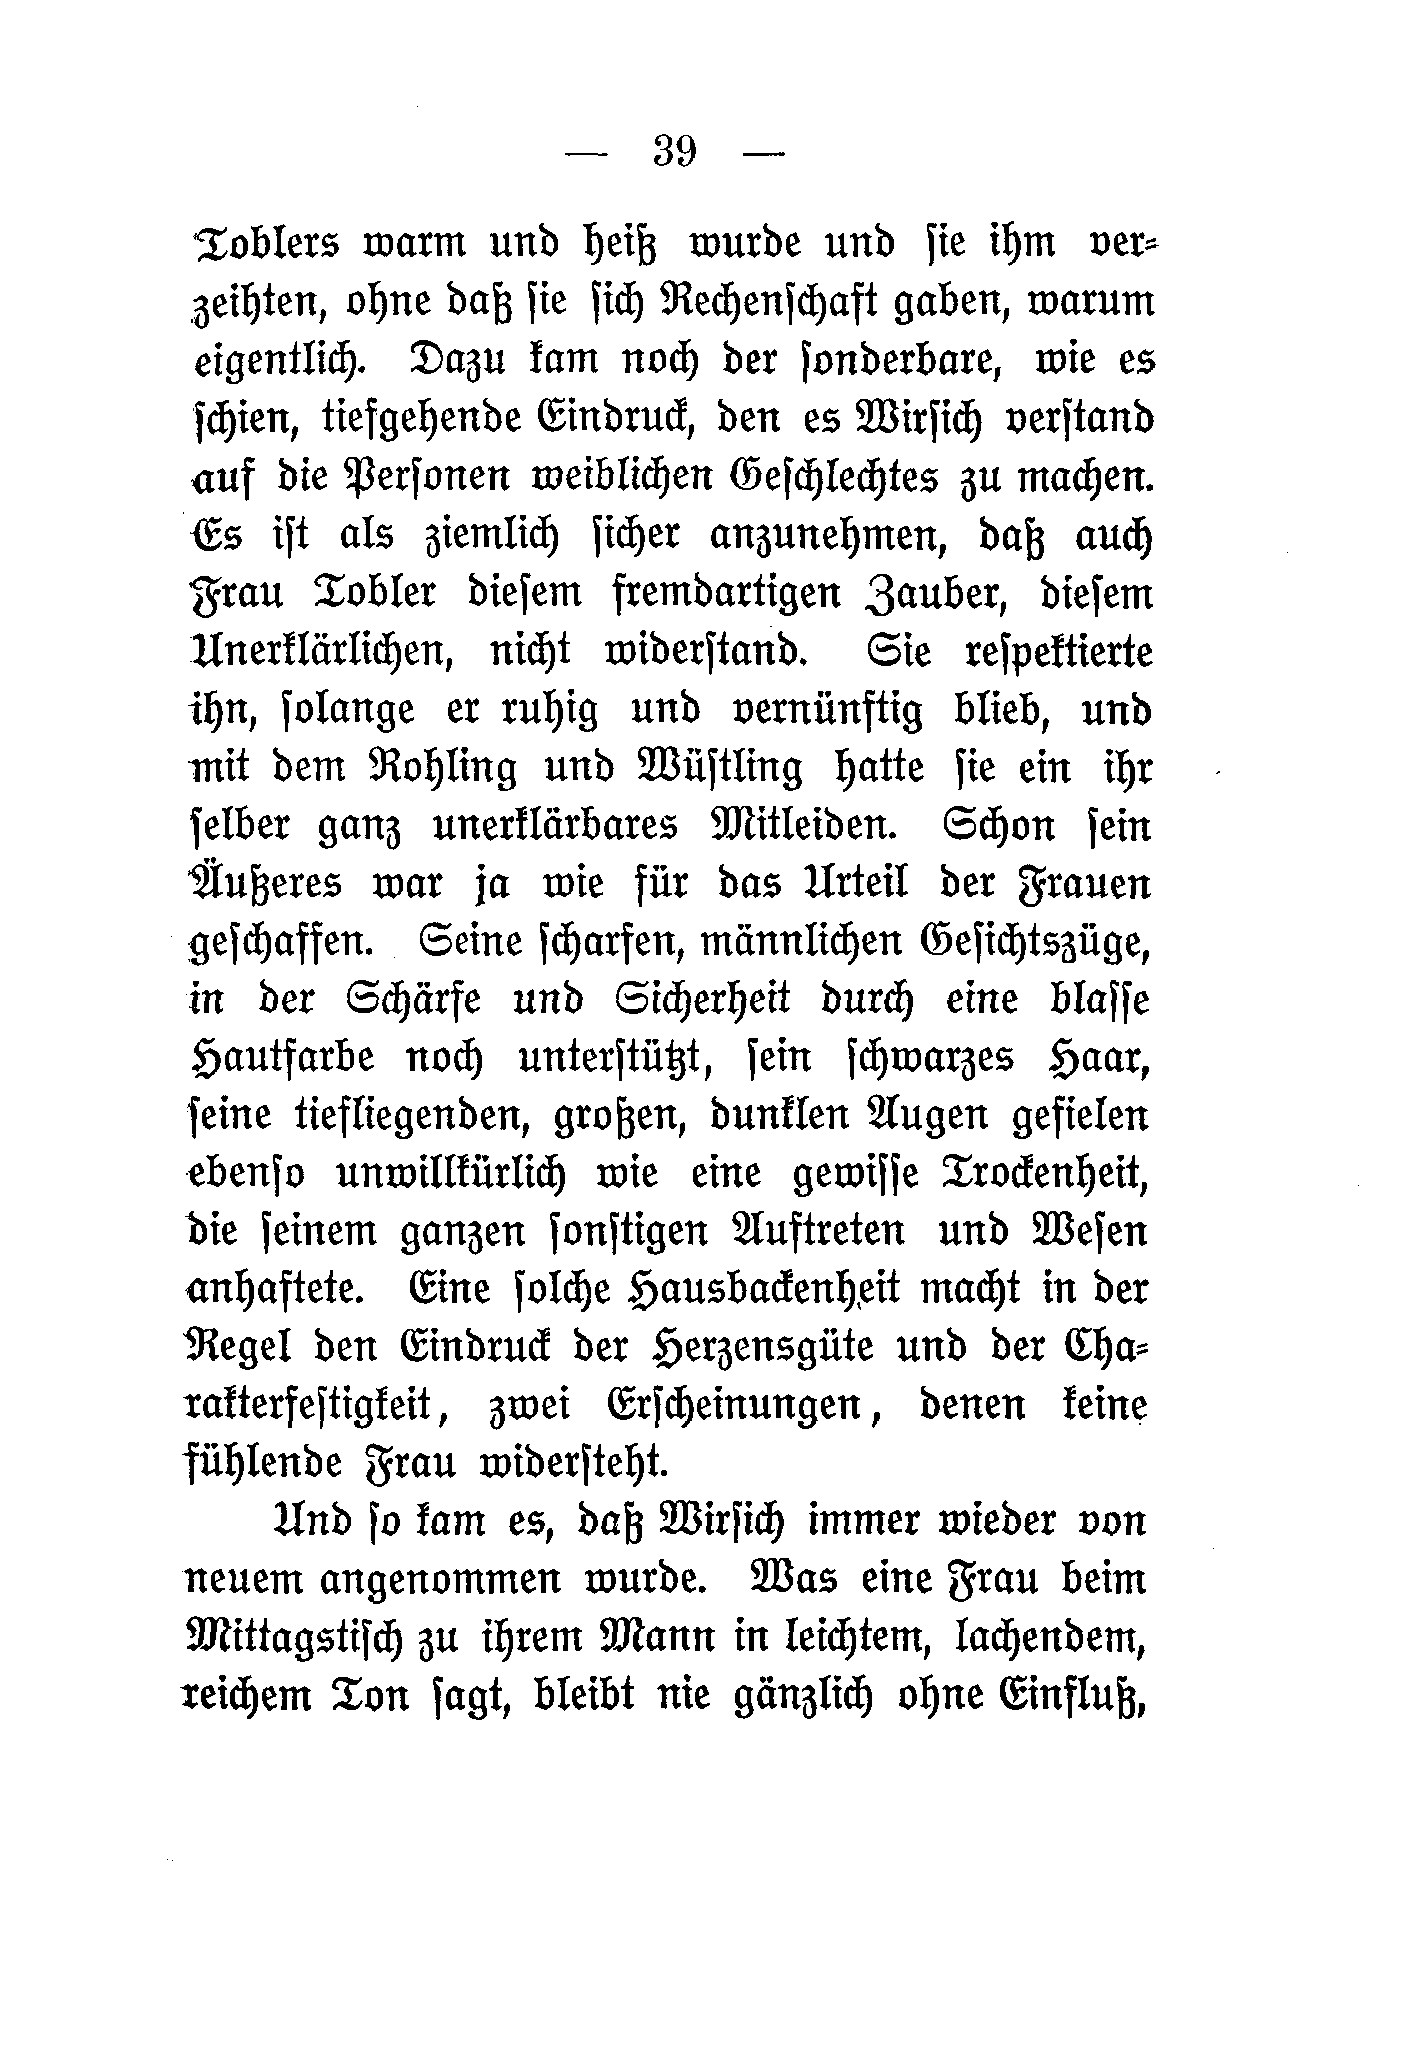 — 39 —
Toblers warm und heiß wurde und ſie ihm ver⸗
zeihten, ohne daß ſie ſich Rechenſchaft gaben, warum
eigentlich. Dazu kam noch der ſonderbare, wie es
ſchien, tiefgehende Eindruck, den es Wirſich verſtand
auf die Perſonen weiblichen Geſchlechtes zu machen.
Es iſt als ziemlich ſicher anzunehmen, daß auch
Frau Tobler dieſem fremdartigen Zauber, dieſem
Unerklärlichen, nicht widerſtand. Sie reſpektierte
ihn, ſolange er ruhig und vernünftig blieb, und
mit dem Rohling und Wüſtling hatte ſie ein ihr
ſelber ganz unerklärbares Mitleiden. Schon ſein
Äußeres war ja wie für das Urteil der Frauen
geſchaffen. Seine ſcharfen, männlichen Geſichtszüge,
in der Schärfe und Sicherheit durch eine blaſſe
Hautfarbe noch unterſtützt, ſein ſchwarzes Haar,
ſeine tiefliegenden, großen, dunklen Augen gefielen
ebenſo unwillkürlich wie eine gewiſſe Trockenheit,
die ſeinem ganzen ſonſtigen Auftreten und Weſen
anhaftete. Eine ſolche Hausbackenheit macht in der
Regel den Eindruck der Herzensgüte und der Cha⸗
rakterfeſtigkeit, zwei Erſcheinungen, denen keine
fühlende Frau widerſteht.
Und ſo kam es, daß Wirſich immer wieder von
neuem angenommen wurde. Was eine Frau beim
Mittagstiſch zu ihrem Mann in leichtem, lachendem,
reichem Ton ſagt, bleibt nie gänzlich ohne Einfluß,